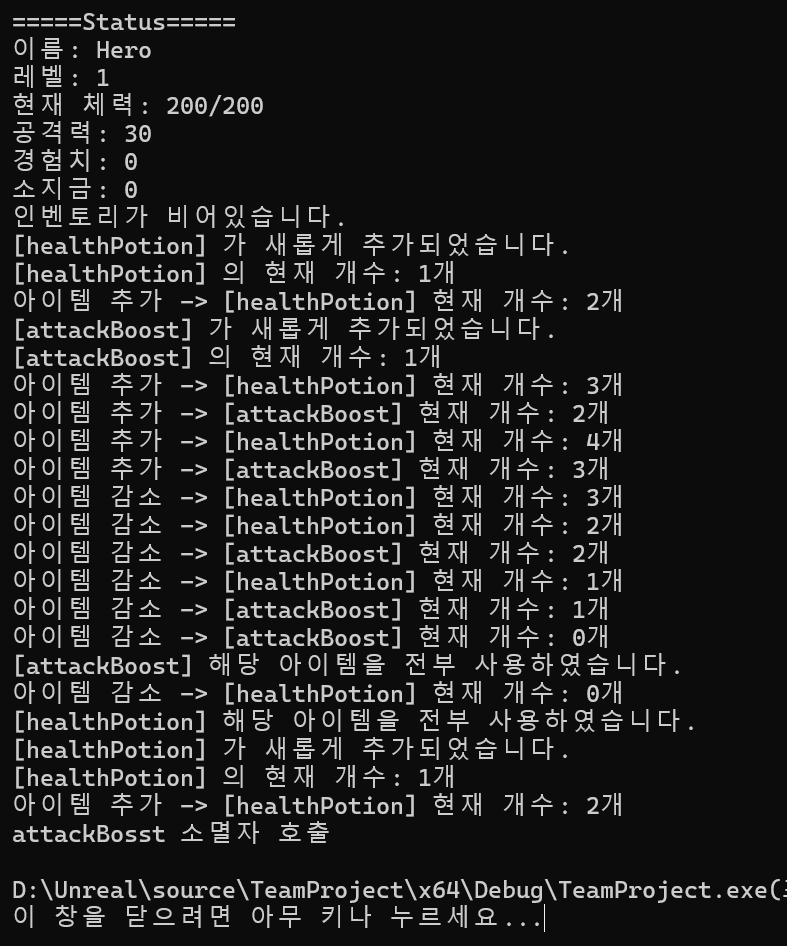 =====Status=====
이름: Hero
레벨: 1
현재 체력: 200/200
공격력: 30
경험치: 0
소지금: 0
인벤토리가 비어있습니다.
[healthPotion] 가 새롭게 추가되었습니다.
[healthPotion] 의 현재 개수: 1개
아이템 추가 -> [healthPotion] 현재 개수: 2개
[attackBoost] 가 새롭게 추가되었습니다.
[attackBoost] 의 현재 개수: 1개
아이템 추가 -> [healthPotion] 현재 개수: 3개
아이템 추가 -> [attackBoost] 현재 개수: 2개
아이템 추가 -> [healthPotion] 현재 개수: 4개
아이템 추가 -> [attackBoost] 현재 개수: 3개
아이템 감소 -> [healthPotion] 현재 개수: 3개
아이템 감소 -> [healthPotion] 현재 개수: 2개
아이템 감소 -> [attackBoost] 현재 개수: 2개
아이템 감소 -> [healthPotion] 현재 개수: 1개
아이템 감소 -> [attackBoost] 현재 개수: 1개
아이템 감소 -> [attackBoost] 현재 개수: 0개
[attackBoost] 해당 아이템을 전부 사용하였습니다.
아이템 감소 -> [healthPotion] 현재 개수: 0개
[healthPotion] 해당 아이템을 전부 사용하였습니다.
[healthPotion] 가 새롭게 추가되었습니다.
[healthPotion] 의 현재 개수: 1개
아이템 추가 -> [healthPotion] 현재 개수: 2개
attackBosst 소멸자 호출
D:\Unreal\source\TeamProject\x64\Debug\TeamProject.exe(
이 창을 닫으려면 아무 키나 누르세요...